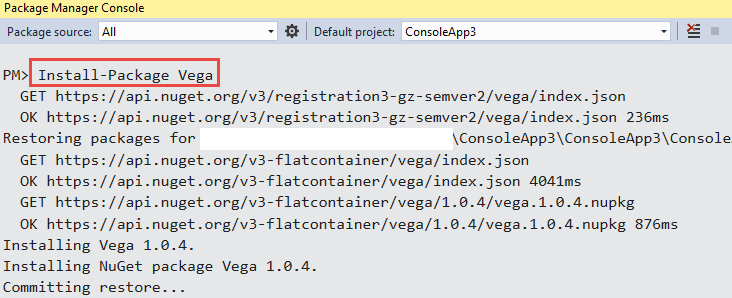 Package Manager Console
Package source: All Default project: ConsoleApp3
PM> Install-Package Vega
GET https://api.nuget.org/v3/registration3-gz-semver2/vega/index.json
OK https://api.nuget.org/v3/registration3-gz-semver2/vega/index.json 236ms
Restoring packages for \ConsoleApp3\ConsoleApp3\Console
GET https://api.nuget.org/v3-flatcontainer/vega/index.json
OK https://api.nuget.org/v3-flatcontainer/vega/index.json 4041ms
GET https://api.nuget.org/v3-flatcontainer/vega/1.0.4/vega.1.0.4.nupkg
OK https://api.nuget.org/v3-flatcontainer/vega/1.0.4/vega.1.0.4.nupkg 876ms
Installing Vega 1.0.4.
Installing NuGet package Vega 1.0.4.
Committing restore...